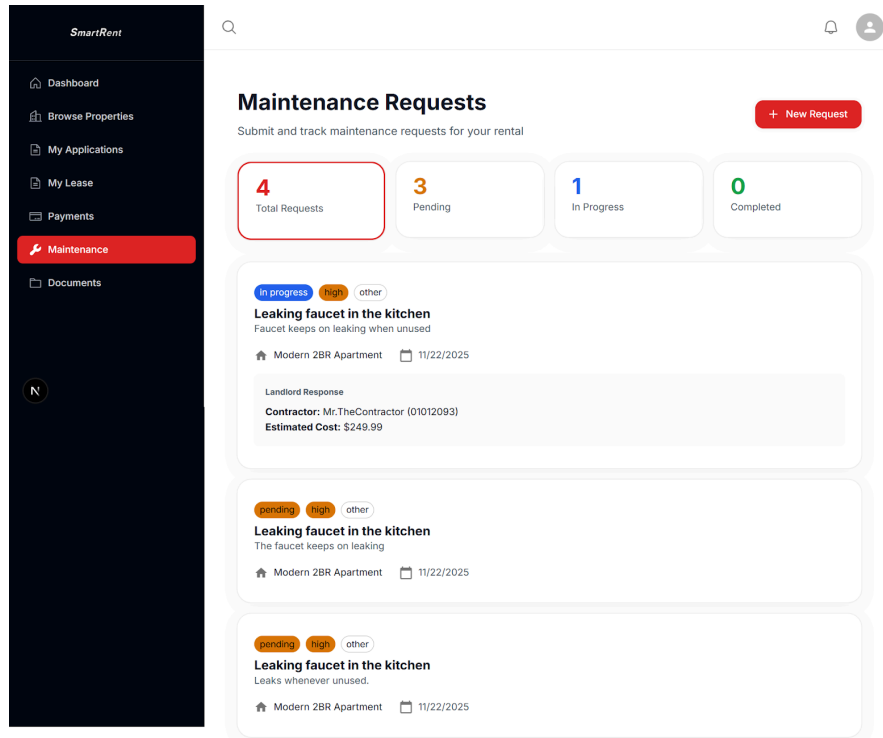 SmartRent
Dashboard
Browse Properties
My Applications
My Lease
Payments
Maintenance
Documents
N
Maintenance Requests
Submit and track maintenance requests for your rental
+ New Request
4
Total Requests
3
Pending
1
In Progress
0
Completed
in progress high other
Leaking faucet in the kitchen
Faucet keeps on leaking when unused
Modern 2BR Apartment 11/22/2025
Landlord Response
Contractor: Mr.TheContractor (01012093)
Estimated Cost: $249.99
pending high other
Leaking faucet in the kitchen
The faucet keeps on leaking
Modern 2BR Apartment 11/22/2025
pending high other
Leaking faucet in the kitchen
Leaks whenever unused.
Modern 2BR Apartment 11/22/2025